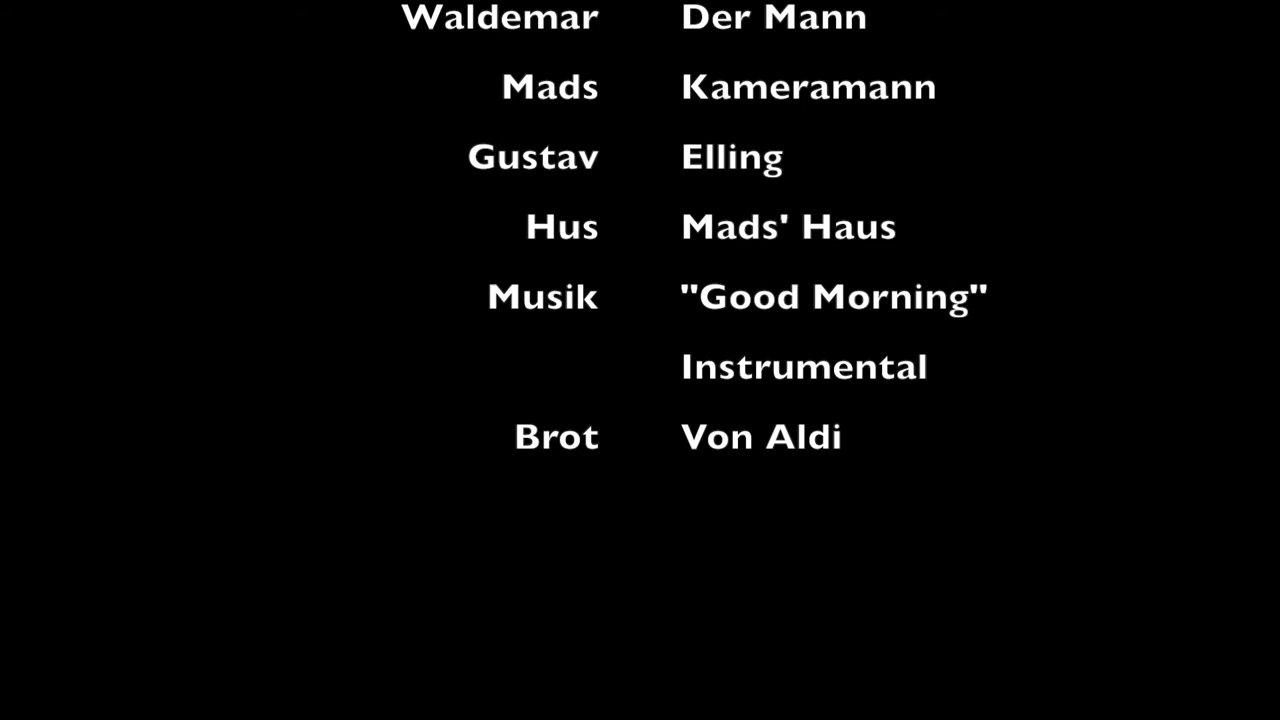 Waldemar Der Mann
Mads Kameramann
Gustav Elling
Hus Mads' Haus
Musik "Good Morning"
Instrumental
Brot Von Aldi